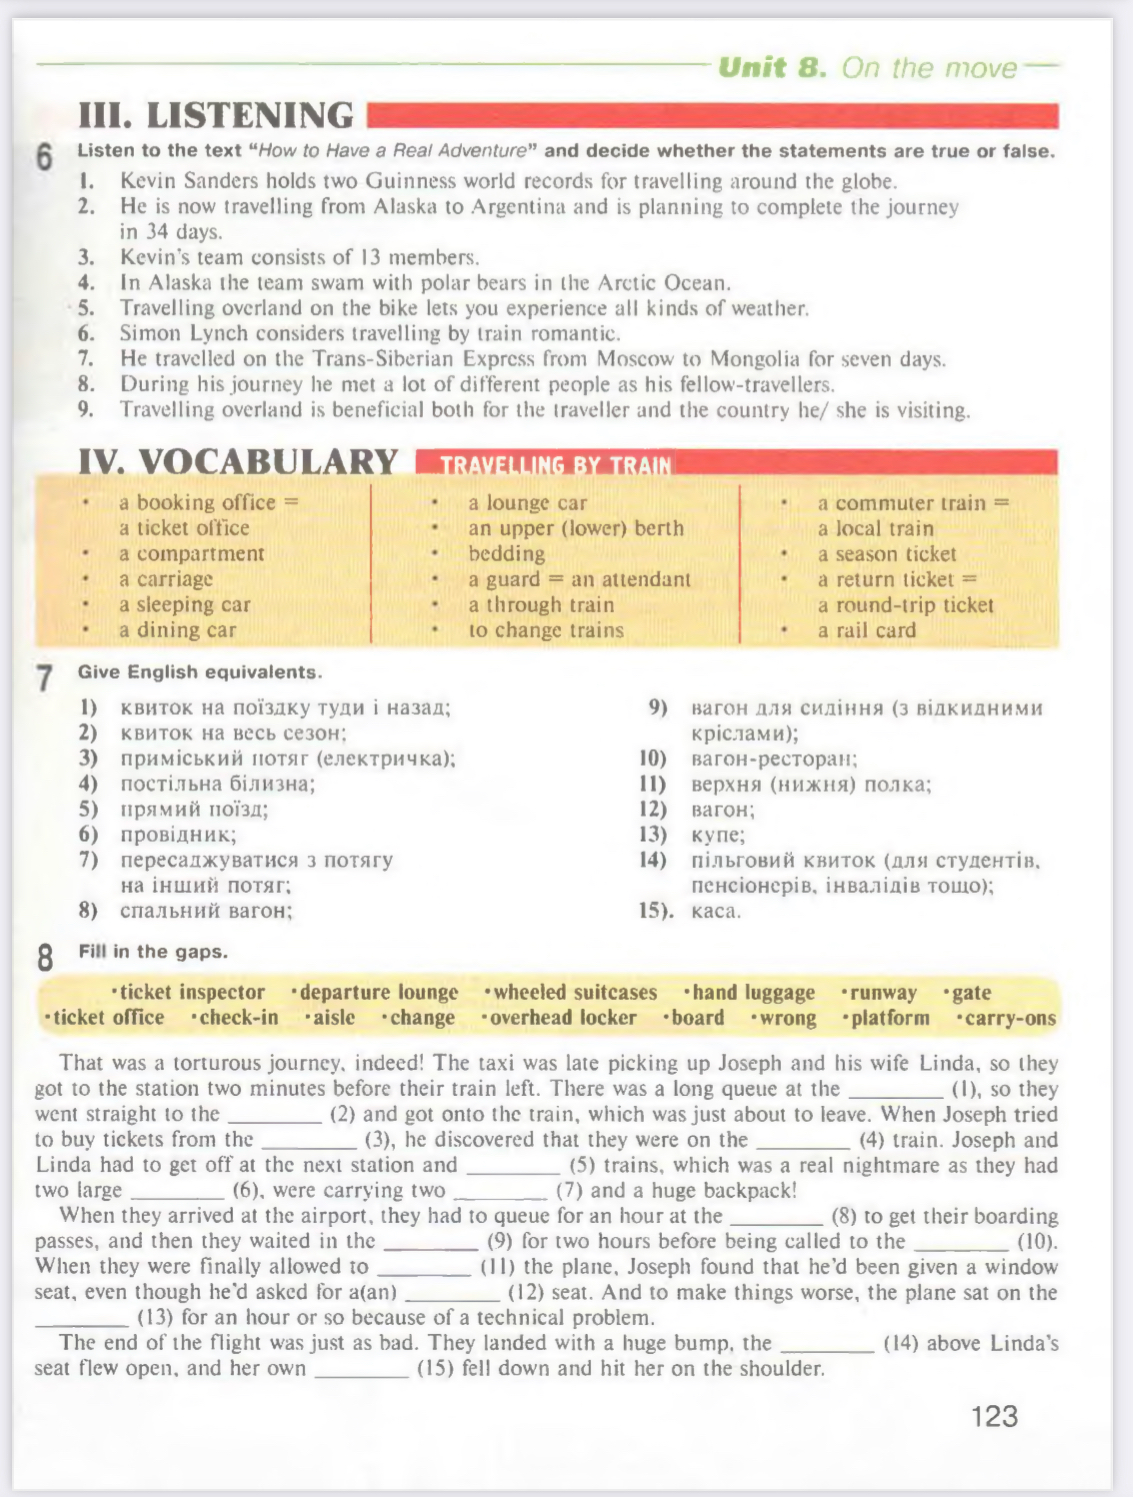 Unit 8. On the move
III. LISTENING
6 Listen to the text “How to Have a Real Adventure” and decide whether the statements are true or false.
1. Kevin Sanders holds two Guinness world records for travelling around the globe.
2. He is now travelling from Alaska to Argentina and is planning to complete the journey
in 34 days.
3. Kevin’s team consists of 13 members.
4. In Alaska the team swam with polar bears in the Arctic Ocean.
5. Travelling overland on the bike lets you experience all kinds of weather.
6. Simon Lynch considers travelling by train romantic.
7. He travelled on the Trans-Siberian Express from Moscow to Mongolia for seven days.
8. During his journey he met a lot of different people as his fellow-travellers.
9. Travelling overland is beneficial both for the traveller and the country he/ she is visiting.
IV. VOCABULARY TRAVELLING BY TRAIN
• a booking office =
a ticket office
• a compartment
• a carriage
• a sleeping car
• a dining car
• a lounge car
• an upper (lower) berth
• bedding
• a guard = an attendant
• a through train
• to change trains
• a commuter train =
a local train
• a season ticket
• a return ticket =
a round-trip ticket
• a rail card
7 Give English equivalents.
1) квиток на поїздку туди і назад;
2) квиток на весь сезон;
3) приміський потяг (електричка);
4) постільна білизна;
5) прямий поїзд;
6) провідник;
7) пересаджуватися з потягу
на інший потяг;
8) спальний вагон;
9) вагон для сидіння (з відкидними
кріслами);
10) вагон-ресторан;
11) верхня (нижня) полка;
12) вагон;
13) купе;
14) пільговий квиток (для студентів,
пенсіонерів, інвалідів тощо);
15). каса.
8 Fill in the gaps.
•ticket inspector •departure lounge •wheeled suitcases •hand luggage •runway •gate
•ticket office •check-in •aisle •change •overhead locker •board •wrong •platform •carry-ons
That was a torturous journey, indeed! The taxi was late picking up Joseph and his wife Linda, so they
got to the station two minutes before their train left. There was a long queue at the ________ (1), so they
went straight to the ________ (2) and got onto the train, which was just about to leave. When Joseph tried
to buy tickets from the ________ (3), he discovered that they were on the ________ (4) train. Joseph and
Linda had to get off at the next station and ________ (5) trains, which was a real nightmare as they had
two large ________ (6), were carrying two ________ (7) and a huge backpack!
When they arrived at the airport, they had to queue for an hour at the ________ (8) to get their boarding
passes, and then they waited in the ________ (9) for two hours before being called to the ________ (10).
When they were finally allowed to ________ (11) the plane, Joseph found that he’d been given a window
seat, even though he’d asked for a(an) ________ (12) seat. And to make things worse, the plane sat on the
________ (13) for an hour or so because of a technical problem.
The end of the flight was just as bad. They landed with a huge bump, the ________ (14) above Linda’s
seat flew open, and her own ________ (15) fell down and hit her on the shoulder.
123